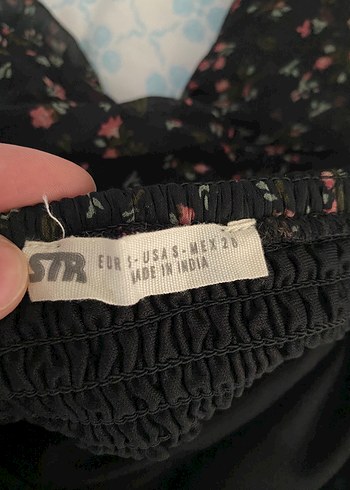 STR EUR S-USA S-MEX 26
MADE IN INDIA